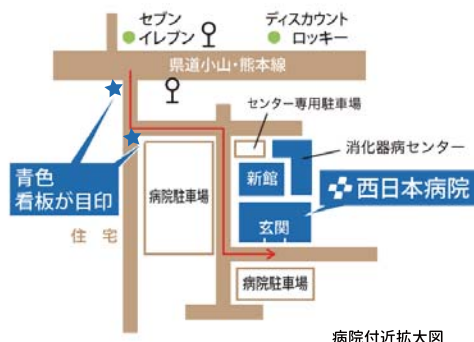 セブン
イレブン
ディスカウント
ロッキー
県道小山・熊本線
センター専用駐車場
消化器病センター
青色
看板が目印
病院駐車場
新館
西日本病院
玄関
住宅
病院駐車場
病院付近拡大図